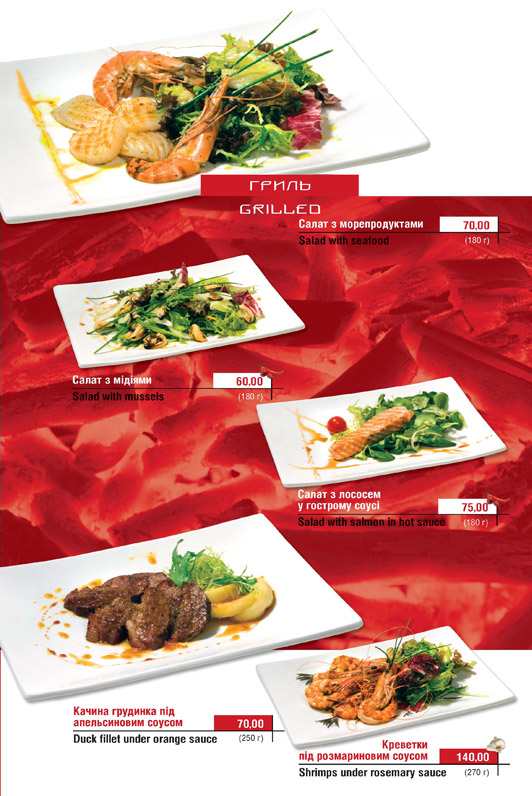 ГРИЛЬ
GRILLED
Салат з морепродуктами 70,00
Salad with seafood (180 г)
Салат з мідіями 60,00
Salad with mussels (180 г)
Салат з лососем
у гострому соусі 75,00
Salad with salmon in hot sauce (180 г)
Качина грудинка під
апельсиновим соусом 70,00
Duck fillet under orange sauce (250 г)
Креветки
під розмариновим соусом 140,00
Shrimps under rosemary sauce (270 г)